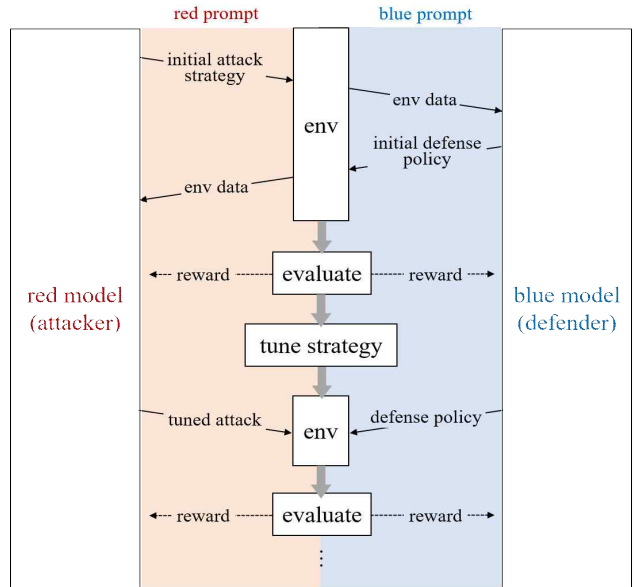 red prompt
blue prompt
initial attack
strategy
env data
env
initial defense
policy
env data
reward
evaluate
reward
red model
(attacker)
blue model
(defender)
tune strategy
tuned attack
defense policy
env
reward
evaluate
reward
⋮